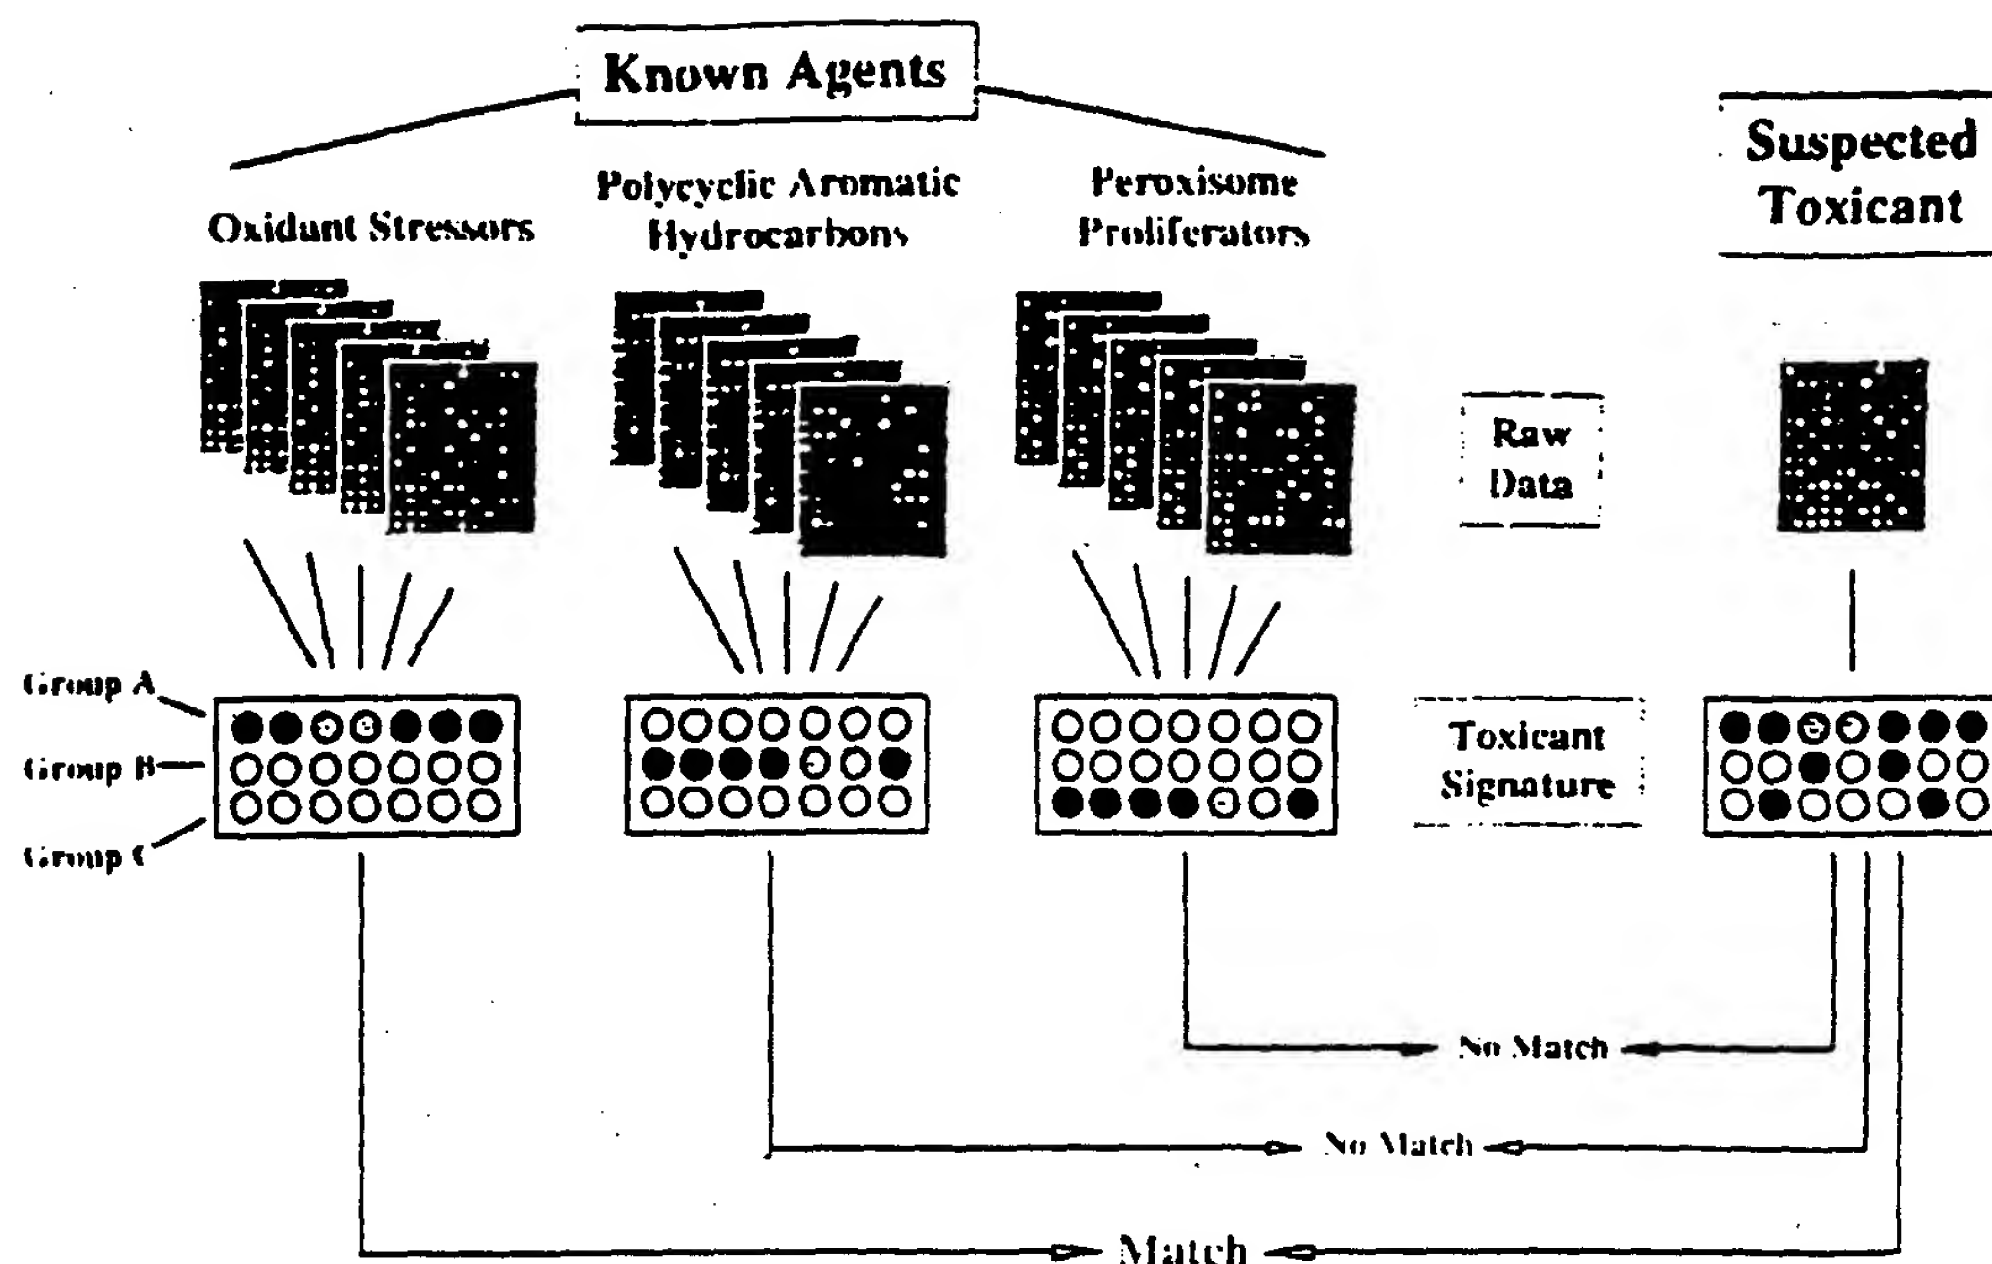 Known Agents
Suspected
Toxicant
Oxidant Stressors
Polycyclic Aromatic
Hydrocarbons
Peroxisome
Proliferators
Raw
Data
Group A
Group B
Group C
Toxicant
Signature
No Match
No Match
Match